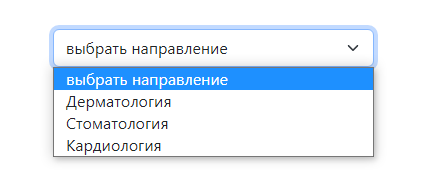 выбрать направление
выбрать направление
Дерматология
Стоматология
Кардиология